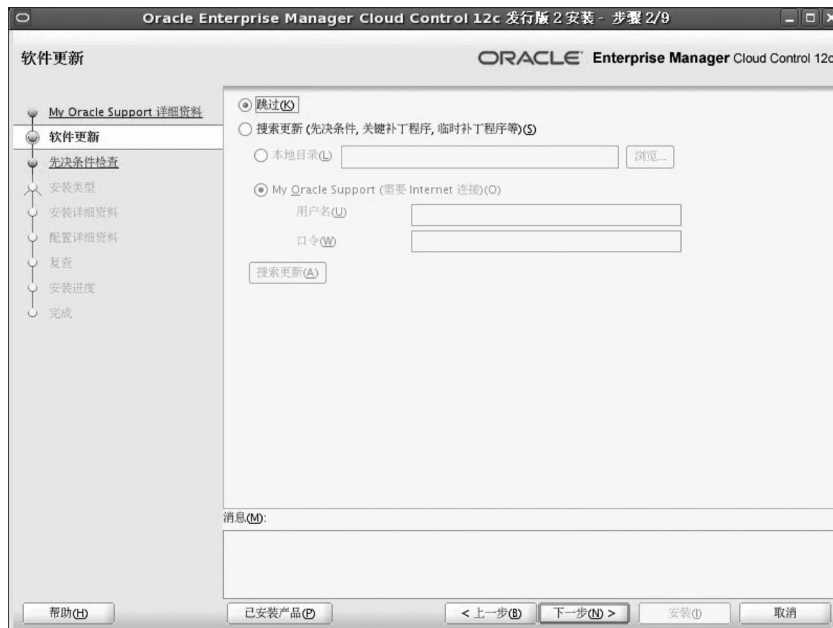 Oracle Enterprise Manager Cloud Control 12c 发行版 2 安装 - 步骤 2/9
软件更新
ORACLE Enterprise Manager Cloud Control 12c
My Oracle Support 详细资料
软件更新
先决条件检查
安装类型
安装详细资料
配置详细资料
复查
安装进度
完成
跳过(K)
搜索更新 (先决条件, 关键补丁程序, 临时补丁程序等)(S)
本地目录(L)
浏览...
My Oracle Support (需要 Internet 连接)(O)
用户名(U)
口令(W)
搜索更新(A)
消息(M):
帮助(H)
已安装产品(P)
< 上一步(B)
下一步(N) >
安装(I)
取消